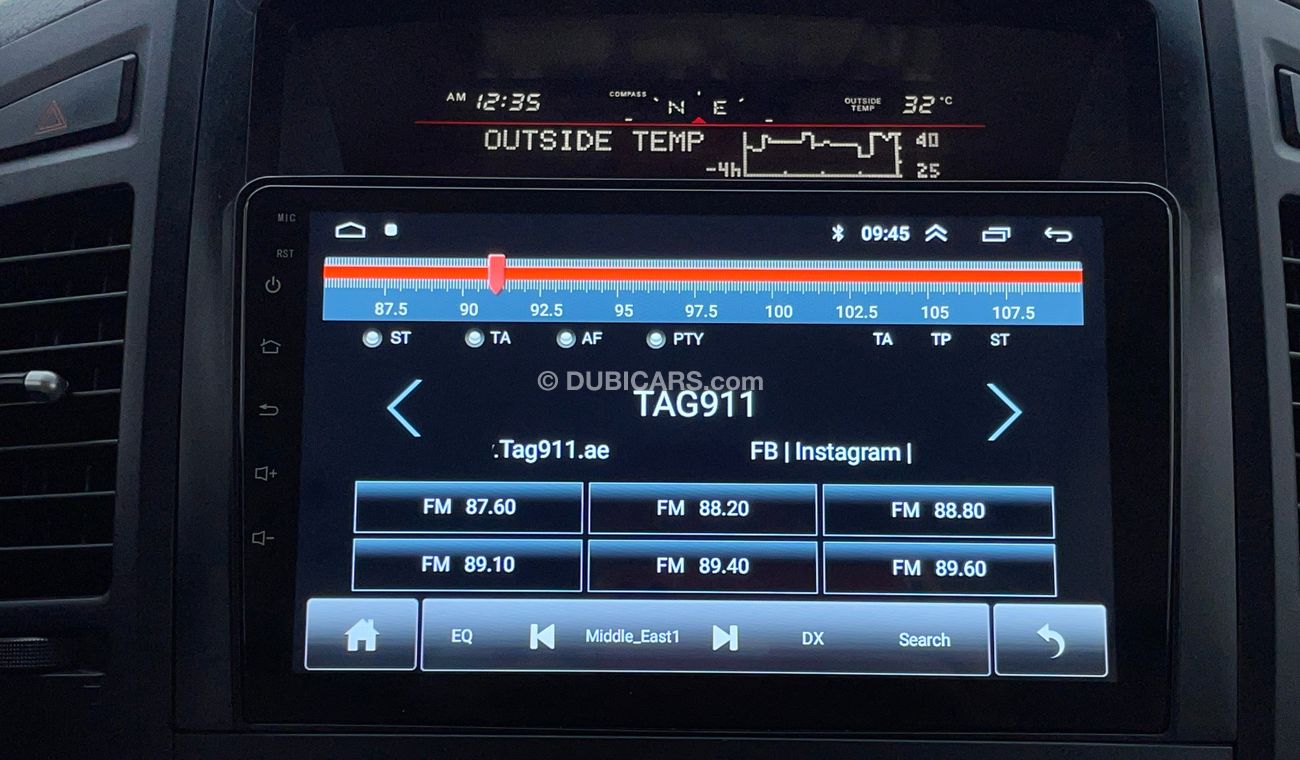 AM 12:35 COMPASS N E OUTSIDE TEMP 32°C
OUTSIDE TEMP -4h 40 25
MIC
RST
09:45
87.5 90 92.5 95 97.5 100 102.5 105 107.5
ST TA AF PTY TA TP ST
© DUBICARS.com
TAG911
.Tag911.ae FB | Instagram |
FM 87.60 FM 88.20 FM 88.80
FM 89.10 FM 89.40 FM 89.60
EQ Middle_East1 DX Search